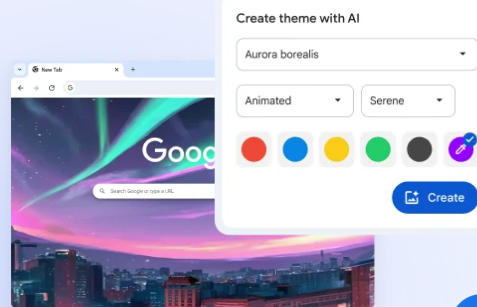 Create theme with AI
Aurora borealis
Animated
Serene
Create
New Tab
G
Goog
Search Google or type a URL